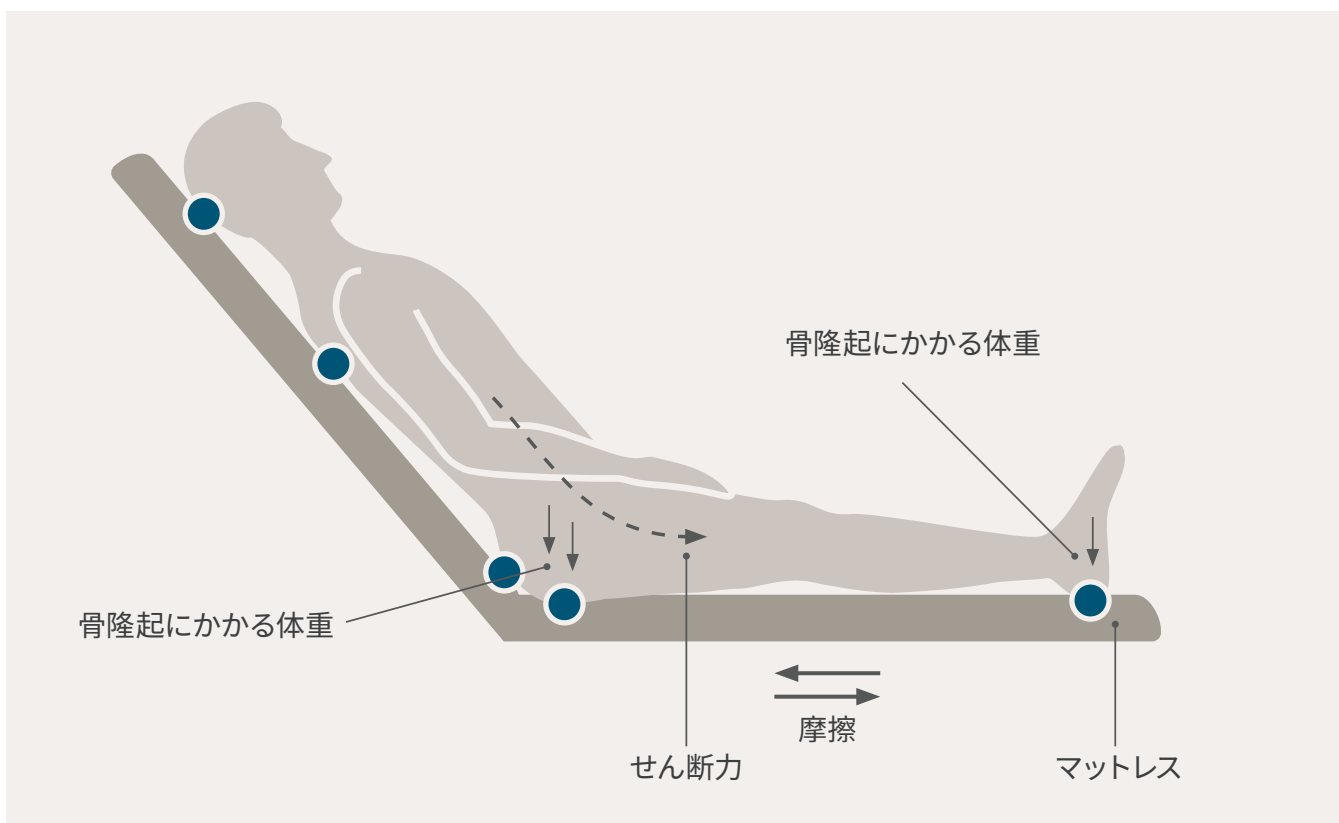 骨隆起にかかる体重
骨隆起にかかる体重
摩擦
せん断力
マットレス